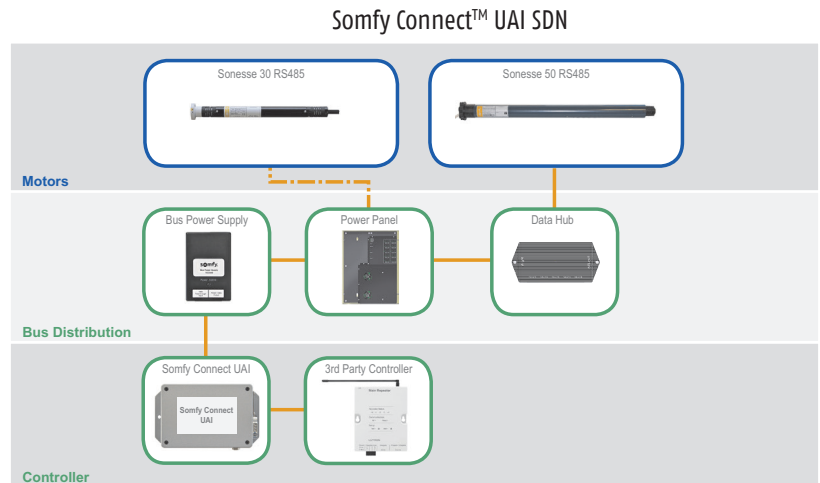 Somfy Connect™ UAI SDN
Sonesse 30 RS485
Sonesse 50 RS485
Motors
Bus Power Supply
Power Panel
Data Hub
somfy.
Bus Distribution
Somfy Connect UAI
3rd Party Controller
Somfy Connect
UAI
Controller